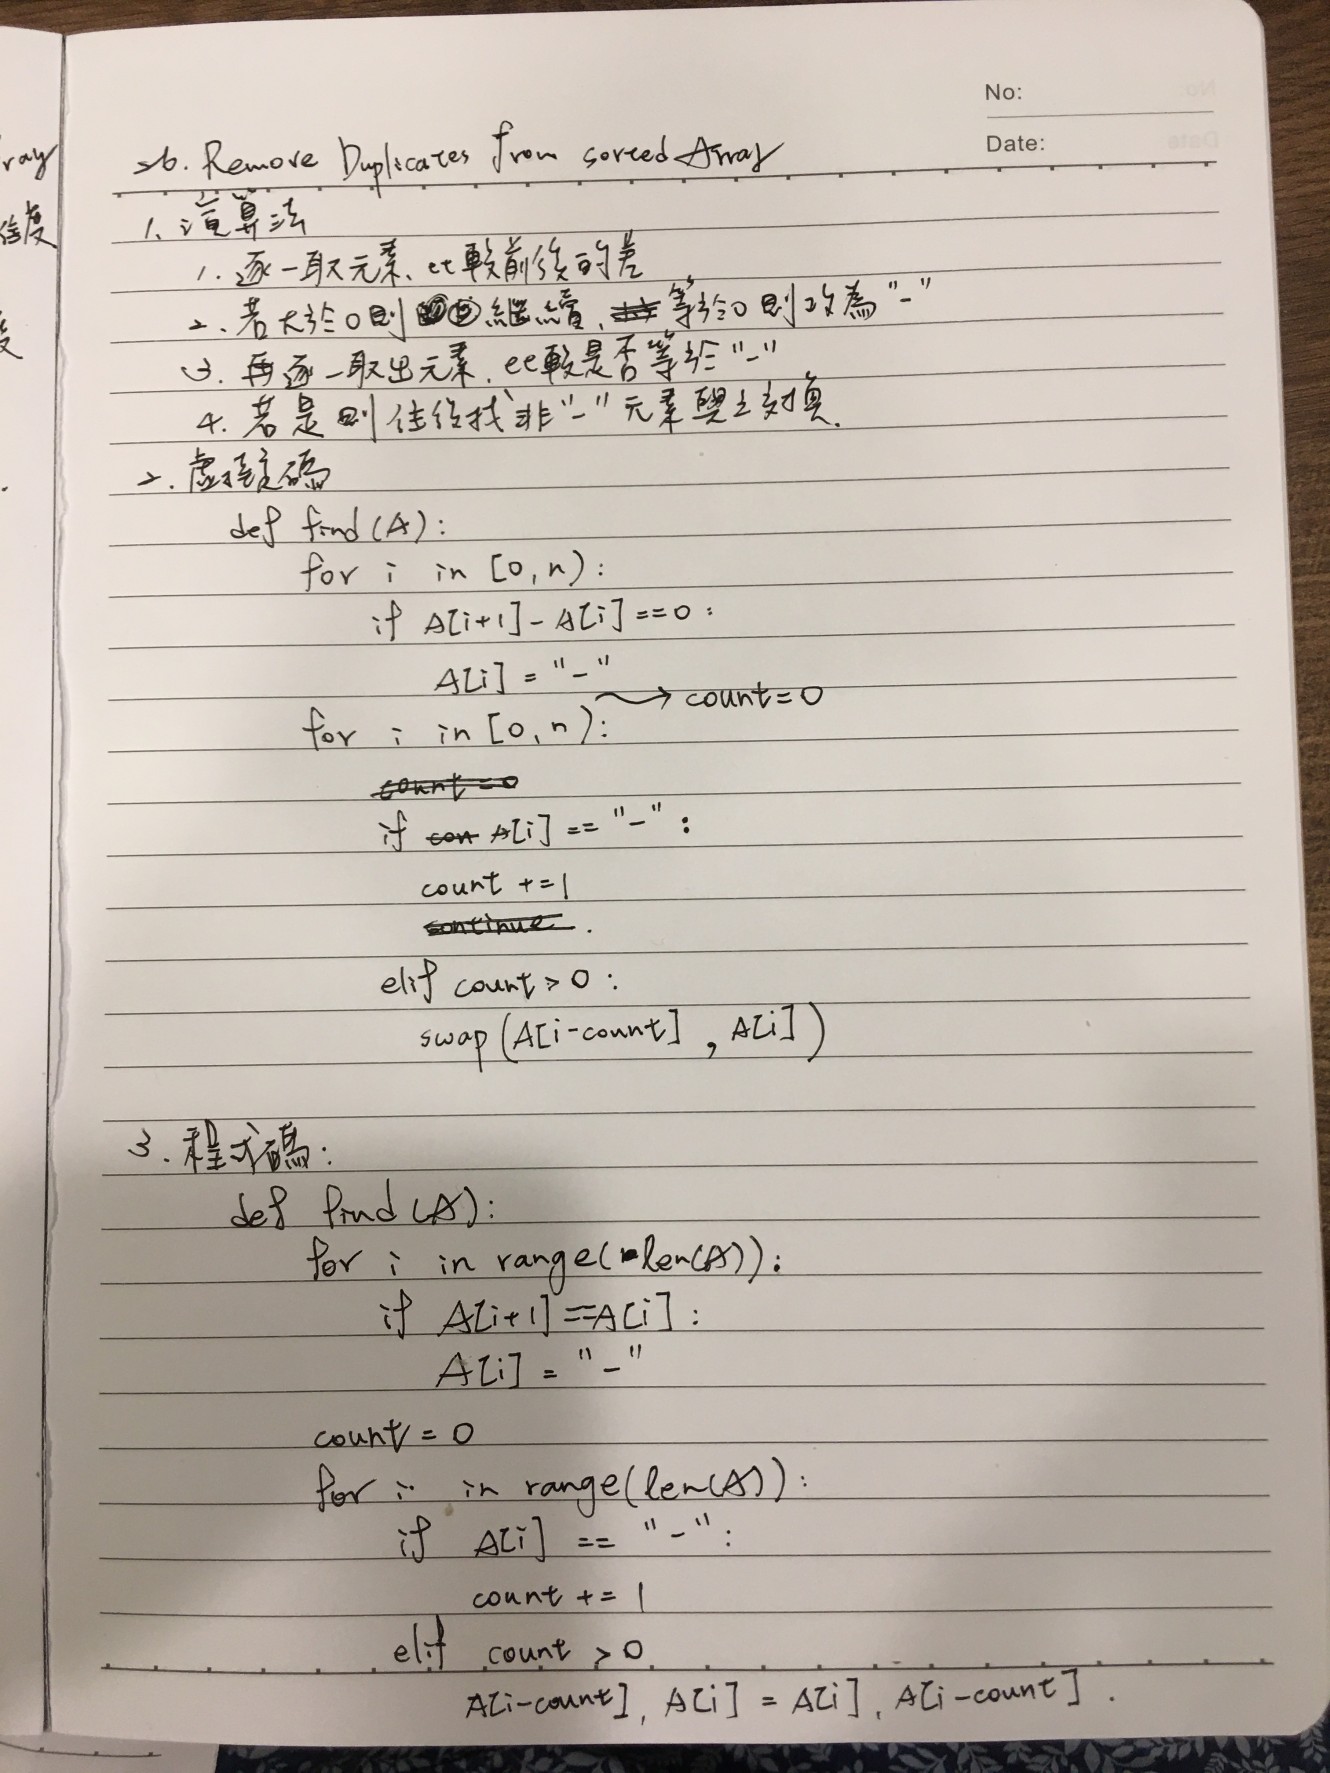 ray
No:
Date:
26. Remove Duplicates from sorted Array
1. 演算法
1. 逐一取元素、比較前後的差
2. 若大於0則繼續、等於0則改為"-"
3. 再逐一取出元素、比較是否等於"-"
4. 若是則往後找非"-"元素與之對換.
2. 虛擬碼
def find(A):
for i in [0,n):
if A[i+1]-A[i]==0:
A[i] = "-"
count=0
for i in [0,n):
count=0
if A[i] == "-":
count +=1
continue.
elif count>0:
swap(A[i-count], A[i])
3. 程式碼:
def find(A):
for i in range(len(A)):
if A[i+1]==A[i]:
A[i] = "-"
count = 0
for i in range(len(A)):
if A[i] == "-":
count += 1
elif count > 0
A[i-count], A[i] = A[i], A[i-count].